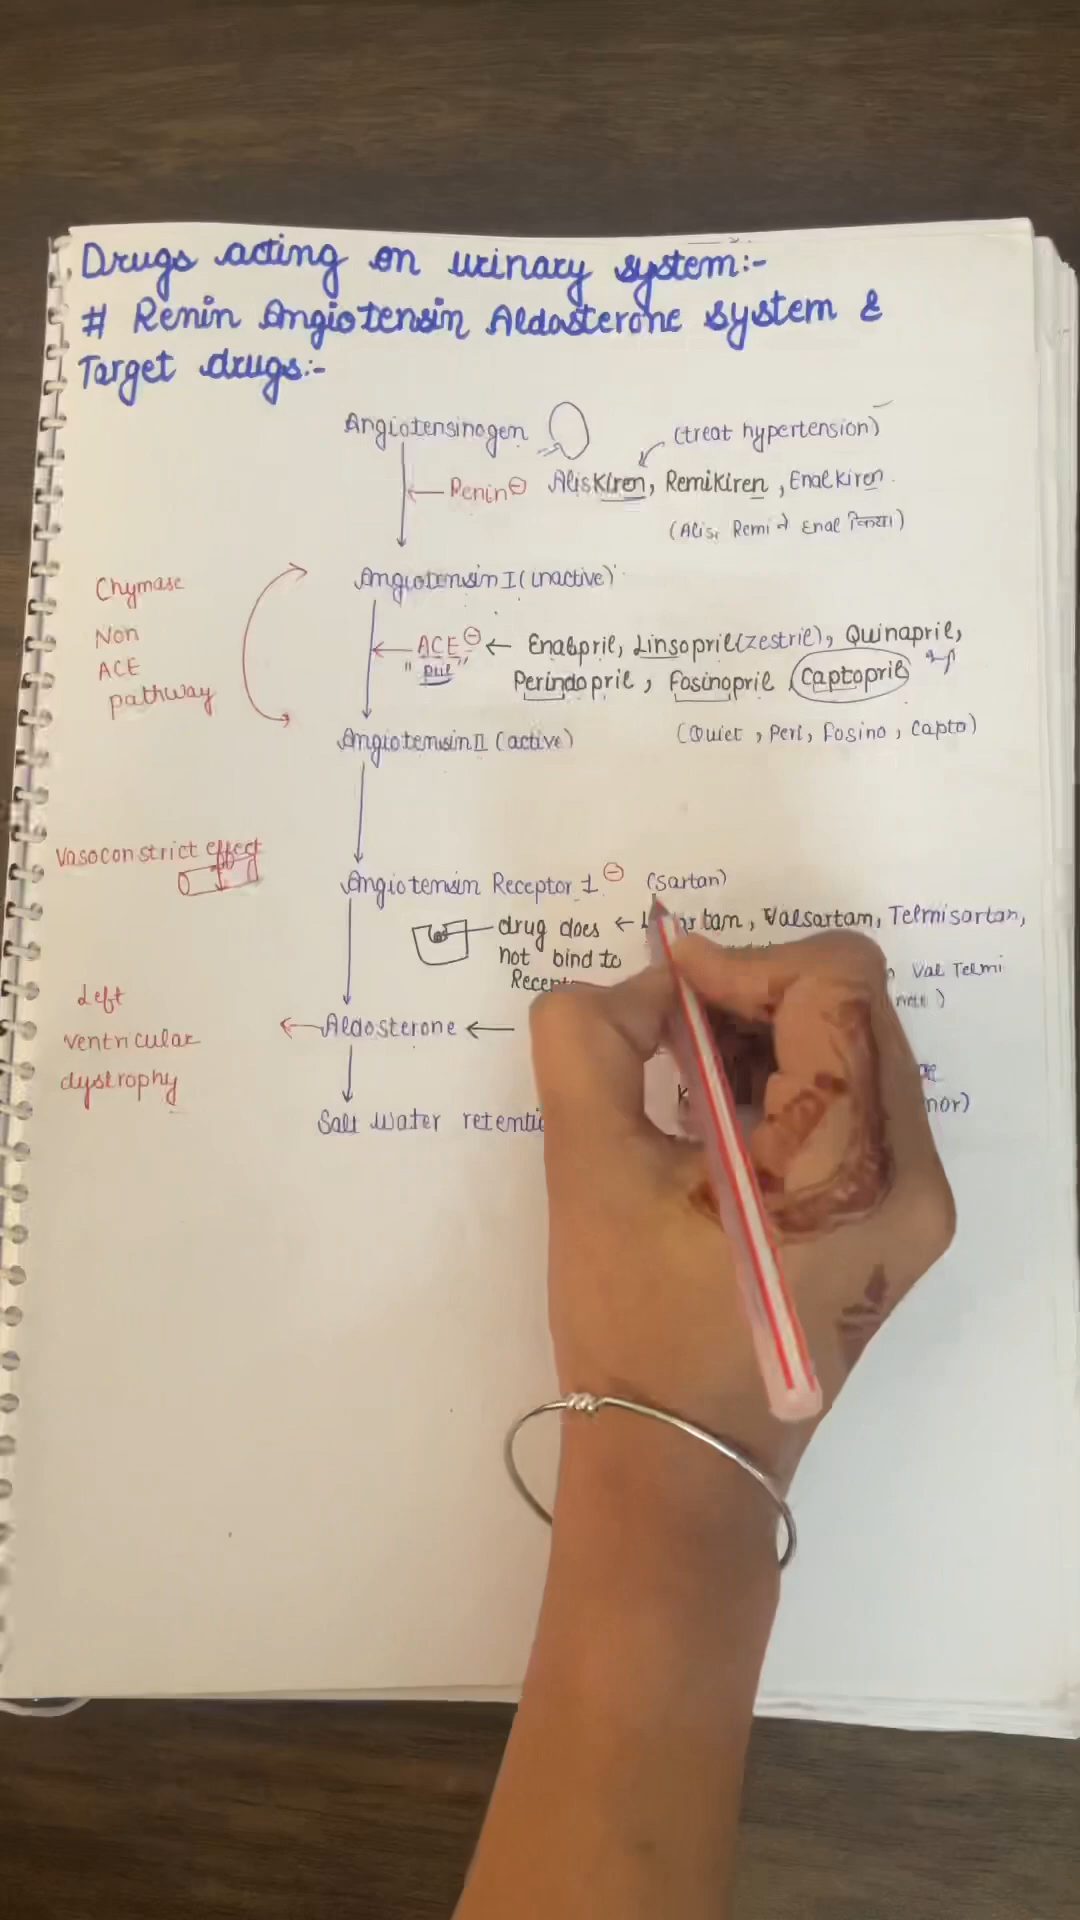 Drugs acting on urinary system:-
# Renin Angiotensin Aldosterone system &
Target drugs:-
Angiotensinogen
(treat hypertension)
Renin⊖ Aliskiren, Remikiren, Enalkiren
(Alis, Remi ने Enal किया)
Angiotensin I (inactive)
Chymase
Non
ACE
pathway
ACE⊖ ← Enalpril, Linsopril(zestril), Quinapril,
"pril" Perindopril, Fosinopril, Captopril
Angiotensin II (active)
(Quiet, Peri, Fosino, Capto)
Vasoconstrict effect
Angiotensin Receptor 1⊖ (Sartan)
drug does ← Valsartam, Telmisartan,
not bind to
Val Telmi
Left
ventricular
dystrophy
←Aldosterone ←
Salt water